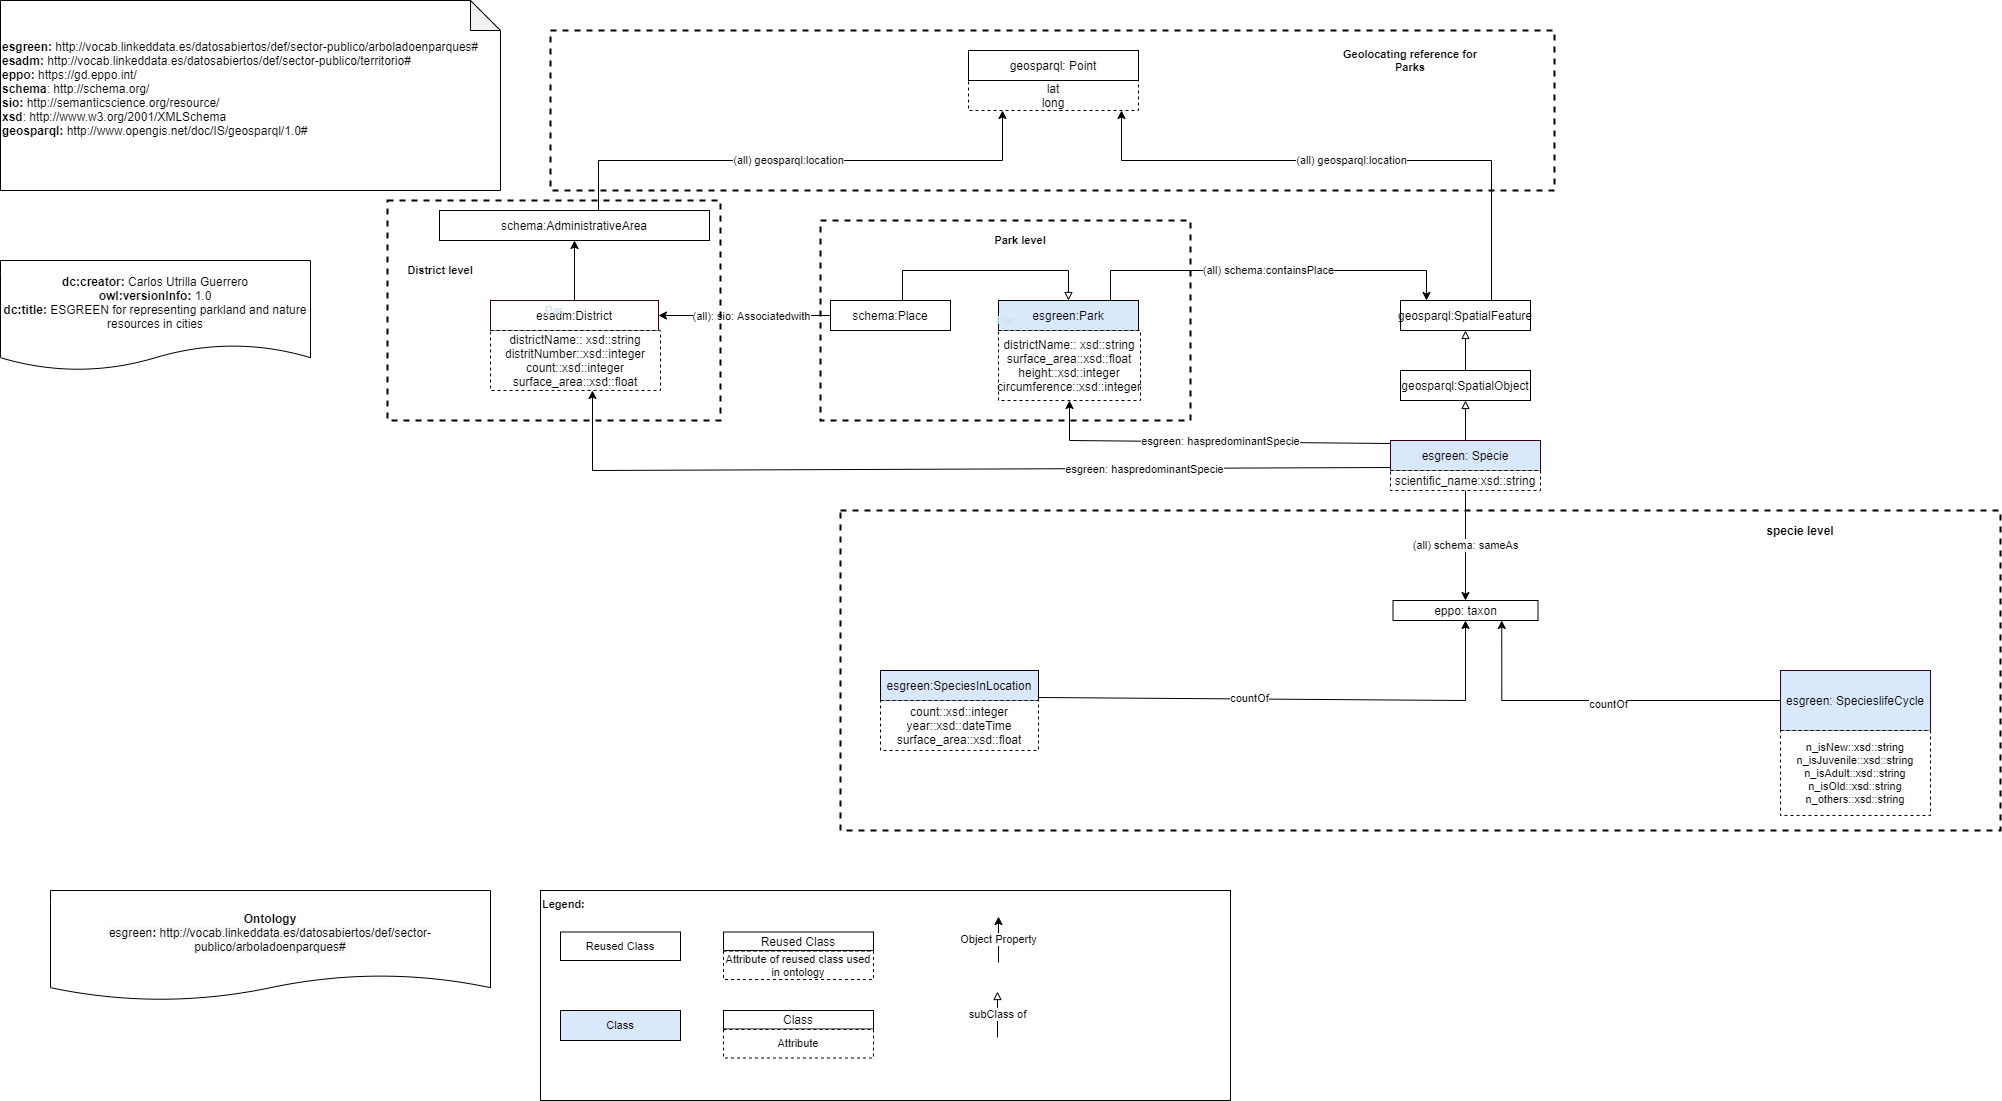 esgreen: http://vocab.linkeddata.es/datosabiertos/def/sector-publico/arboladoenparques#
esadm: http://vocab.linkeddata.es/datosabiertos/def/sector-publico/territorio#
eppo: https://gd.eppo.int/
schema: http://schema.org/
sio: http://semanticscience.org/resource/
xsd: http://www.w3.org/2001/XMLSchema
geosparql: http://www.opengis.net/doc/IS/geosparql/1.0#
Geolocating reference for
Parks
geosparql: Point
lat
long
(all) geosparql:location
(all) geosparql:location
schema:AdministrativeArea
District level
Park level
(all) schema:containsPlace
dc:creator: Carlos Utrilla Guerrero
owl:versionInfo: 1.0
dc:title: ESGREEN for representing parkland and nature
resources in cities
esadm:District
districtName:: xsd::string
distritNumber::xsd::integer
count::xsd::integer
surface_area::xsd::float
(all): sio: Associatedwith
schema:Place
esgreen:Park
districtName:: xsd::string
surface_area::xsd::float
height::xsd::integer
circumference::xsd::integer
geosparql:SpatialFeature
geosparql:SpatialObject
esgreen: haspredominantSpecie
esgreen: haspredominantSpecie
esgreen: Specie
scientific_name:xsd::string
specie level
(all) schema: sameAs
eppo: taxon
esgreen:SpeciesInLocation
count::xsd::integer
year::xsd::dateTime
surface_area::xsd::float
countOf
countOf
esgreen: SpecieslifeCycle
n_isNew::xsd::string
n_isJuvenile::xsd::string
n_isAdult::xsd::string
n_isOld::xsd::string
n_others::xsd::string
Ontology
esgreen: http://vocab.linkeddata.es/datosabiertos/def/sector-
publico/arboladoenparques#
Legend:
Reused Class
Reused Class
Attribute of reused class used
in ontology
Object Property
Class
Class
Attribute
subClass of